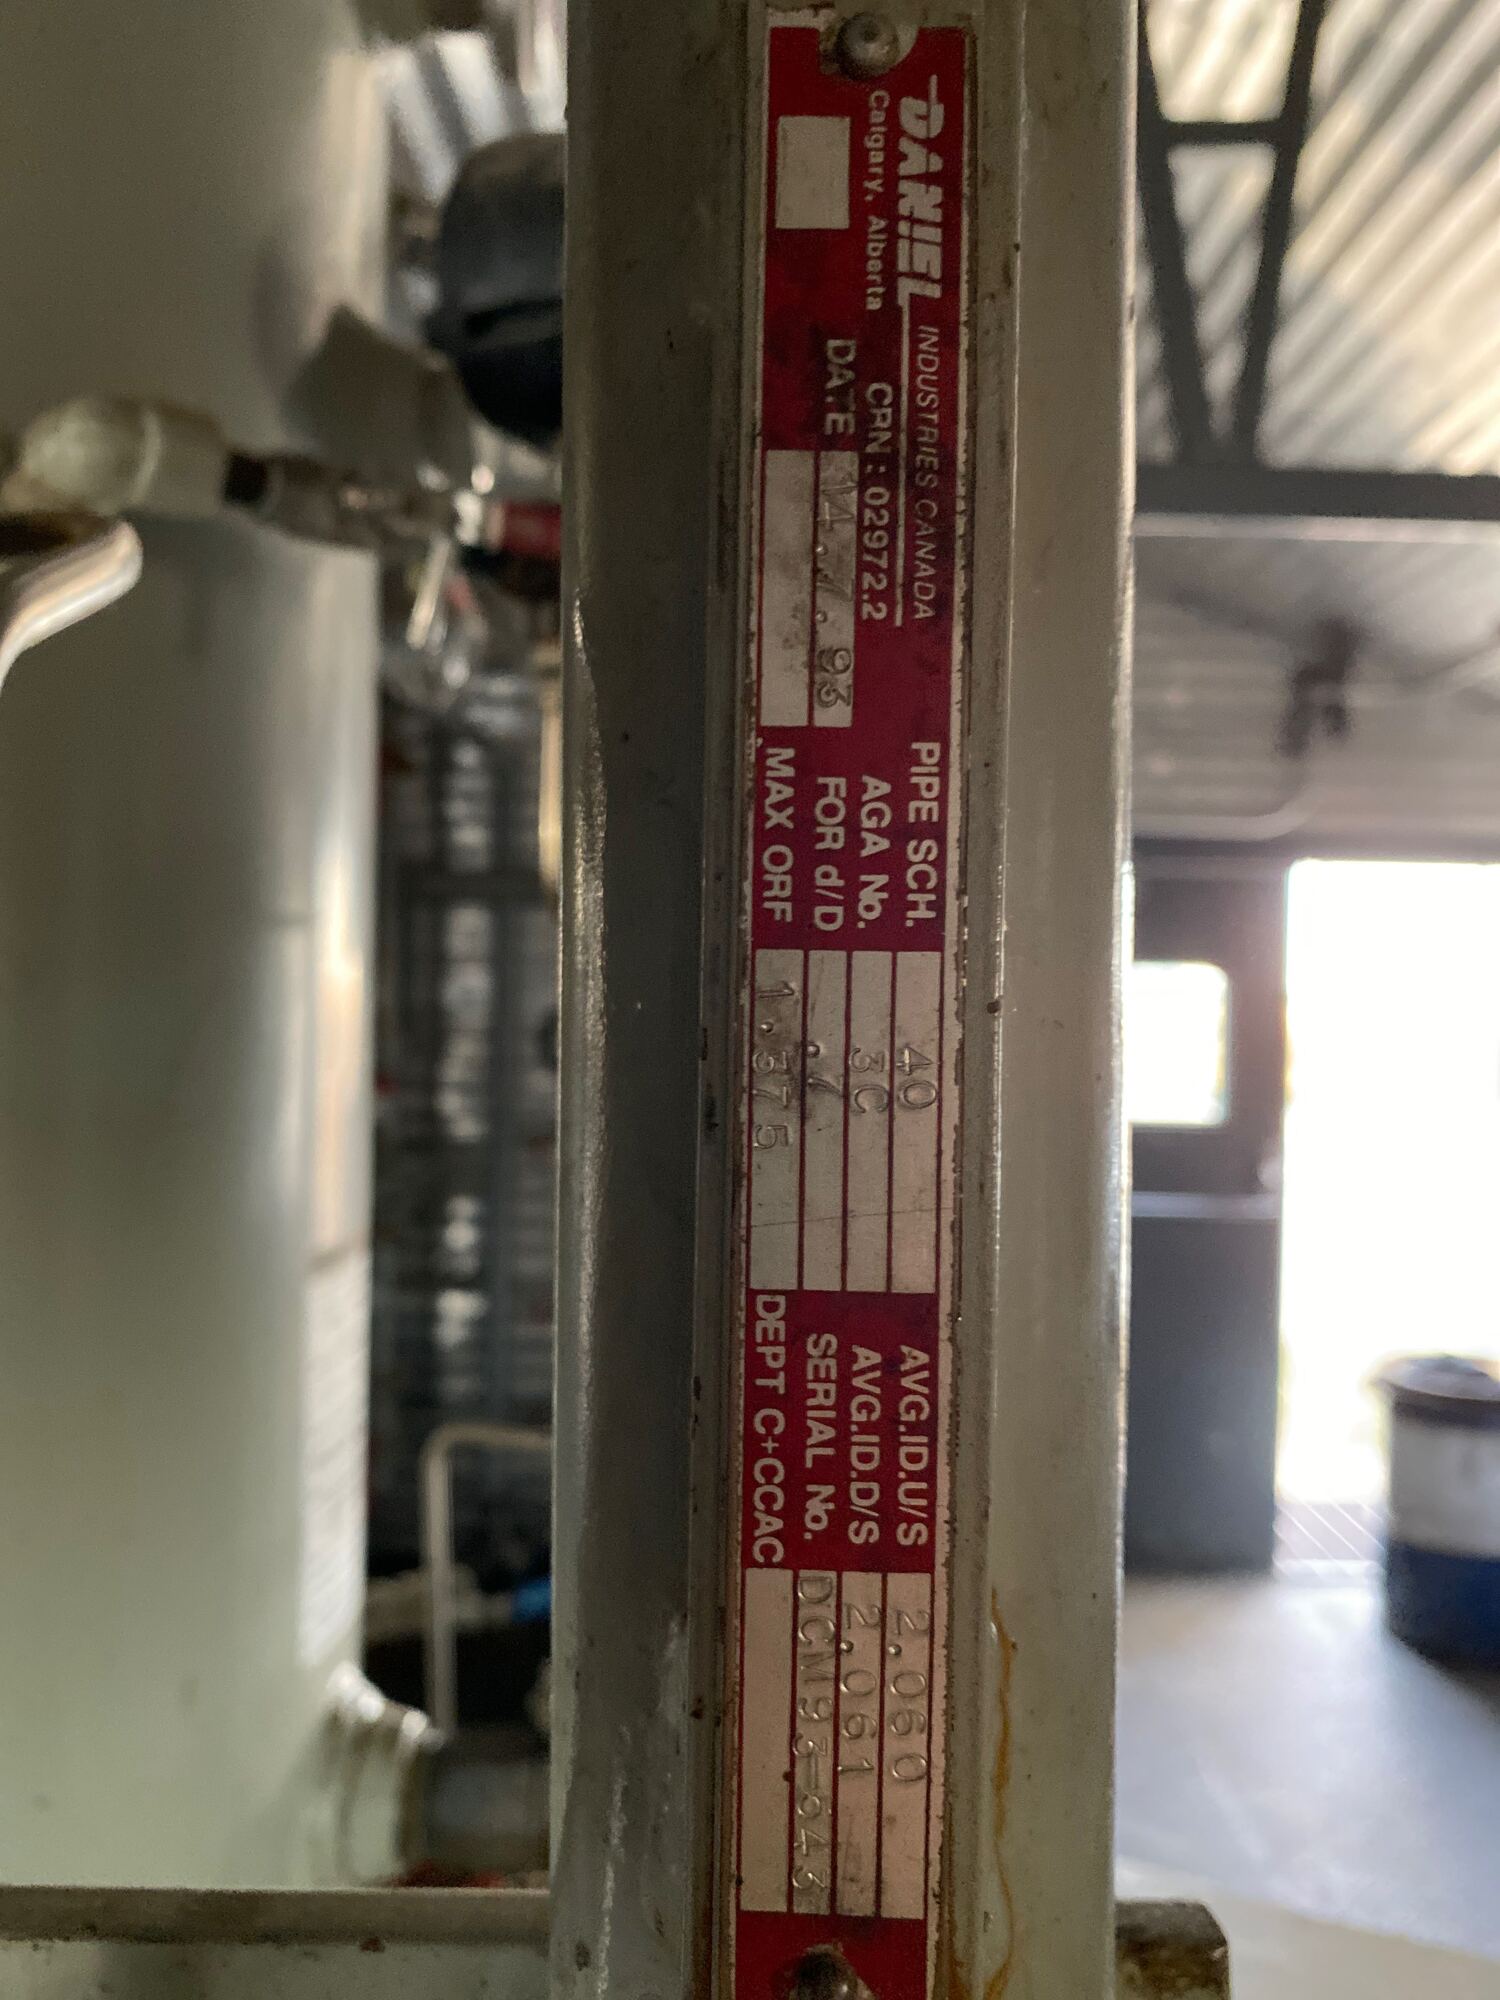 DANIEL INDUSTRIES CANADA
Calgary, Alberta
CRN: 02972.2
DATE 14.7.93
PIPE SCH. 40
AGA No. 3C
FOR d/D .7
MAX ORF 1.375
AVG.ID.U/S 2.060
AVG.ID.D/S 2.061
SERIAL No.
DEPT C+CCAC